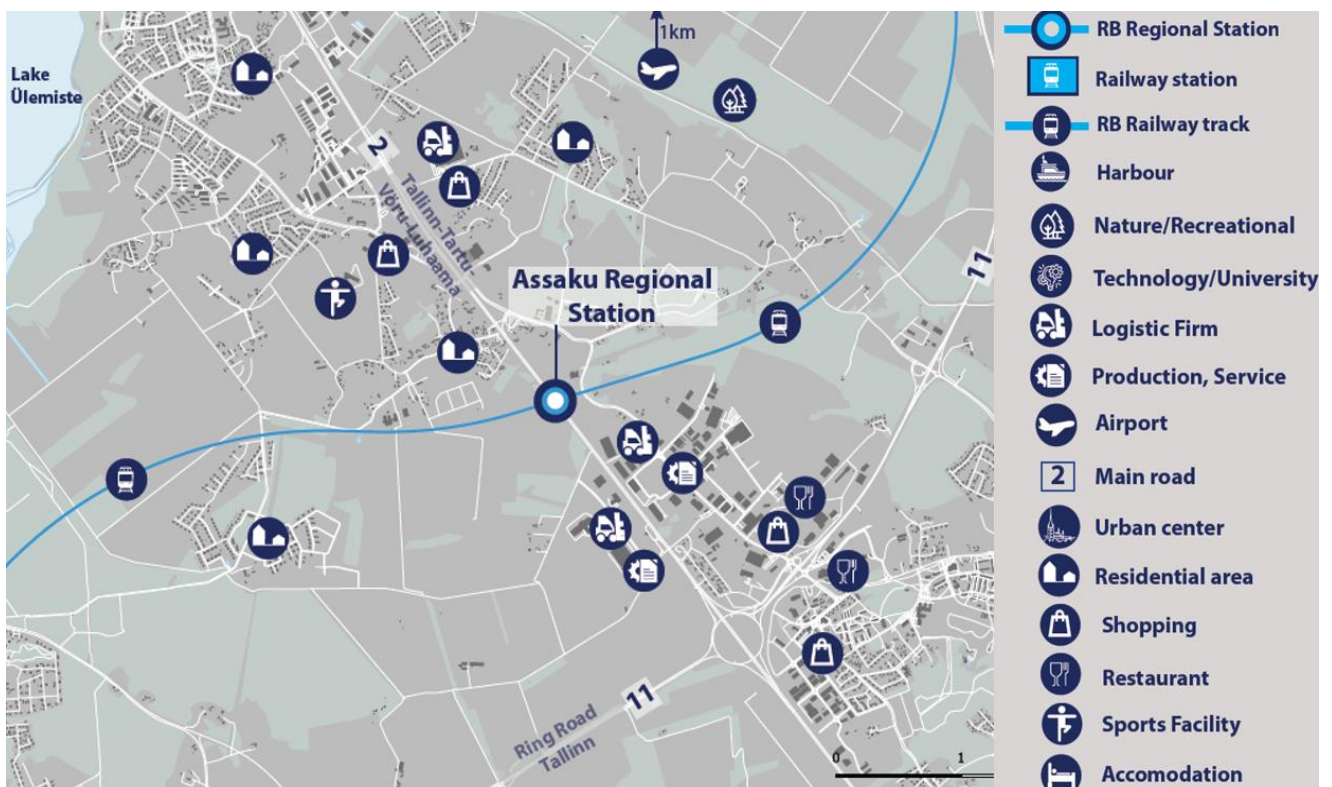 Lake
Ülemiste
1km
2
Tallinn-Tartu-
Võru-Luhaama
Assaku Regional
Station
11
11
Ring Road
Tallinn
0 1
RB Regional Station
Railway station
RB Railway track
Harbour
Nature/Recreational
Technology/University
Logistic Firm
Production, Service
Airport
2 Main road
Urban center
Residential area
Shopping
Restaurant
Sports Facility
Accomodation